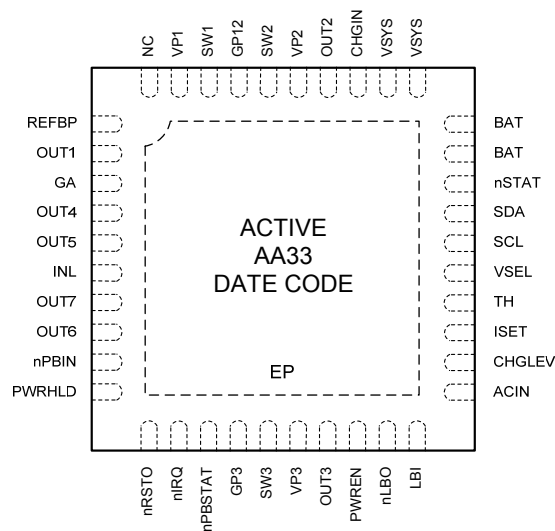 NC
VP1
SW1
GP12
SW2
VP2
OUT2
CHGIN
VSYS
VSYS
REFBP
OUT1
GA
OUT4
OUT5
INL
OUT7
OUT6
nPBIN
PWRHLD
ACTIVE
AA33
DATE CODE
EP
BAT
BAT
nSTAT
SDA
SCL
VSEL
TH
ISET
CHGLEV
ACIN
nRSTO
nIRQ
nPBSTAT
GP3
SW3
VP3
OUT3
PWREN
nLBO
LBI